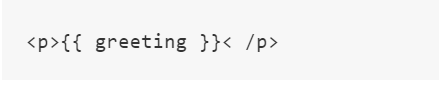 <p>{{ greeting }}< /p>